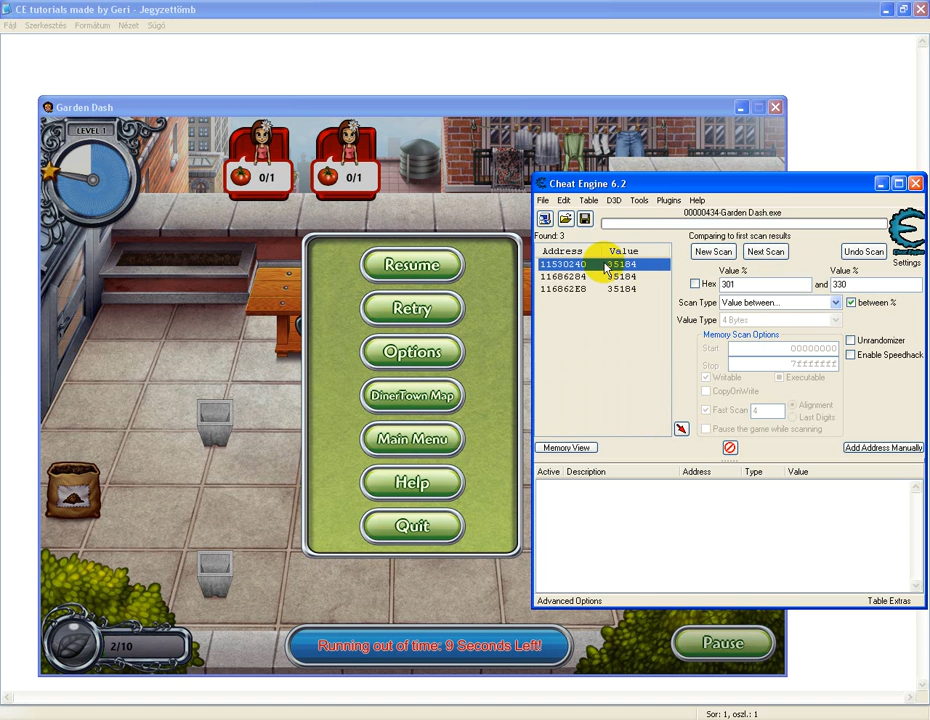 CE tutorials made by Geri - Jegyzettömb
Fájl Szerkesztés Formátum Nézet Súgó
Garden Dash
LEVEL 1
0/1
0/1
Resume
Retry
Options
DinerTown Map
Main Menu
Help
Quit
2/10
Running out of time: 9 Seconds Left!
Pause
Cheat Engine 6.2
File Edit Table D3D Tools Plugins Help
00000434-Garden Dash.exe
Found: 3
Comparing to first scan results
New Scan Next Scan Undo Scan
Settings
Address Value
11530240 35184
11686284 35184
116862E8 35184
Value % Value %
Hex 301 and 330
Scan Type Value between... between %
Value Type 4 Bytes
Memory Scan Options
Start 00000000
Stop 7fffffff
Writable Executable
CopyOnWrite
Fast Scan 4 Alignment
Last Digits
Pause the game while scanning
Unrandomizer
Enable Speedhack
Memory View Add Address Manually
Active Description Address Type Value
Advanced Options Table Extras
Sor: 1, oszl.: 1